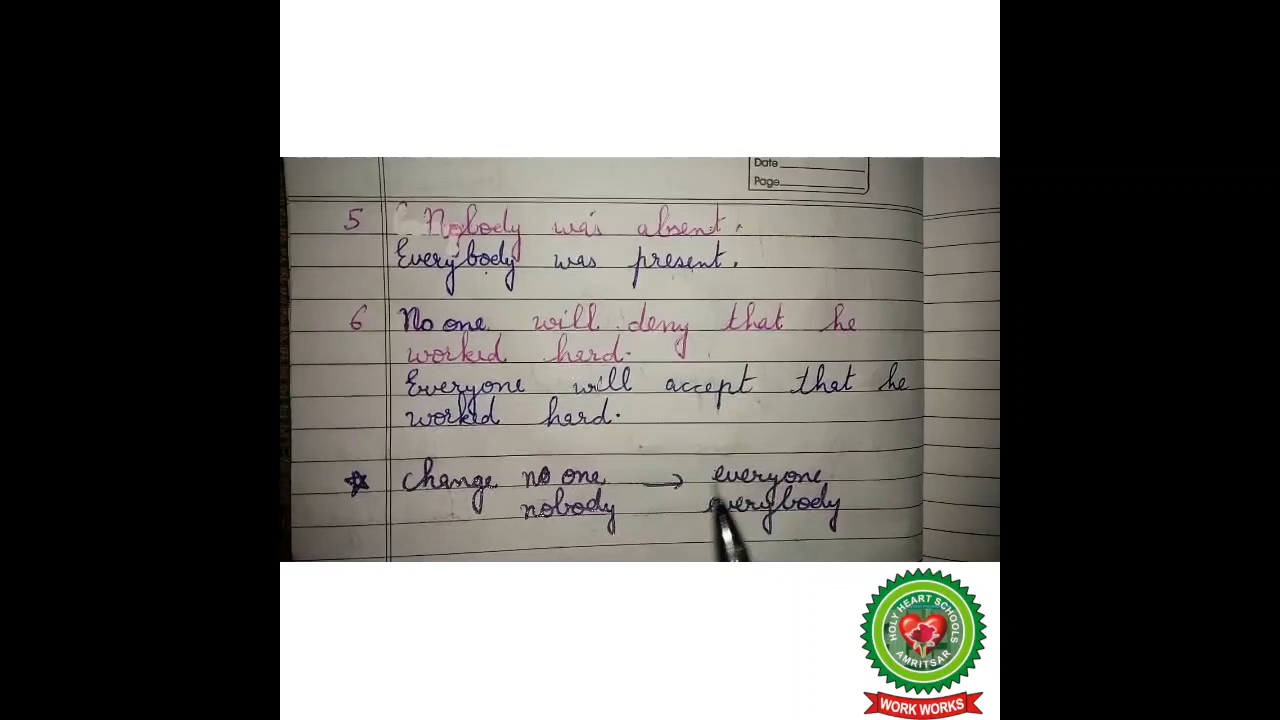 Date
Page
5 Nobody was absent.
Everybody was present.
6 No one will deny that he
worked hard.
Everyone will accept that he
worked hard.
☆ change no one → everyone
nobody everybody
HOLY HEART SCHOOLS
AMRITSAR
WORK WORKS